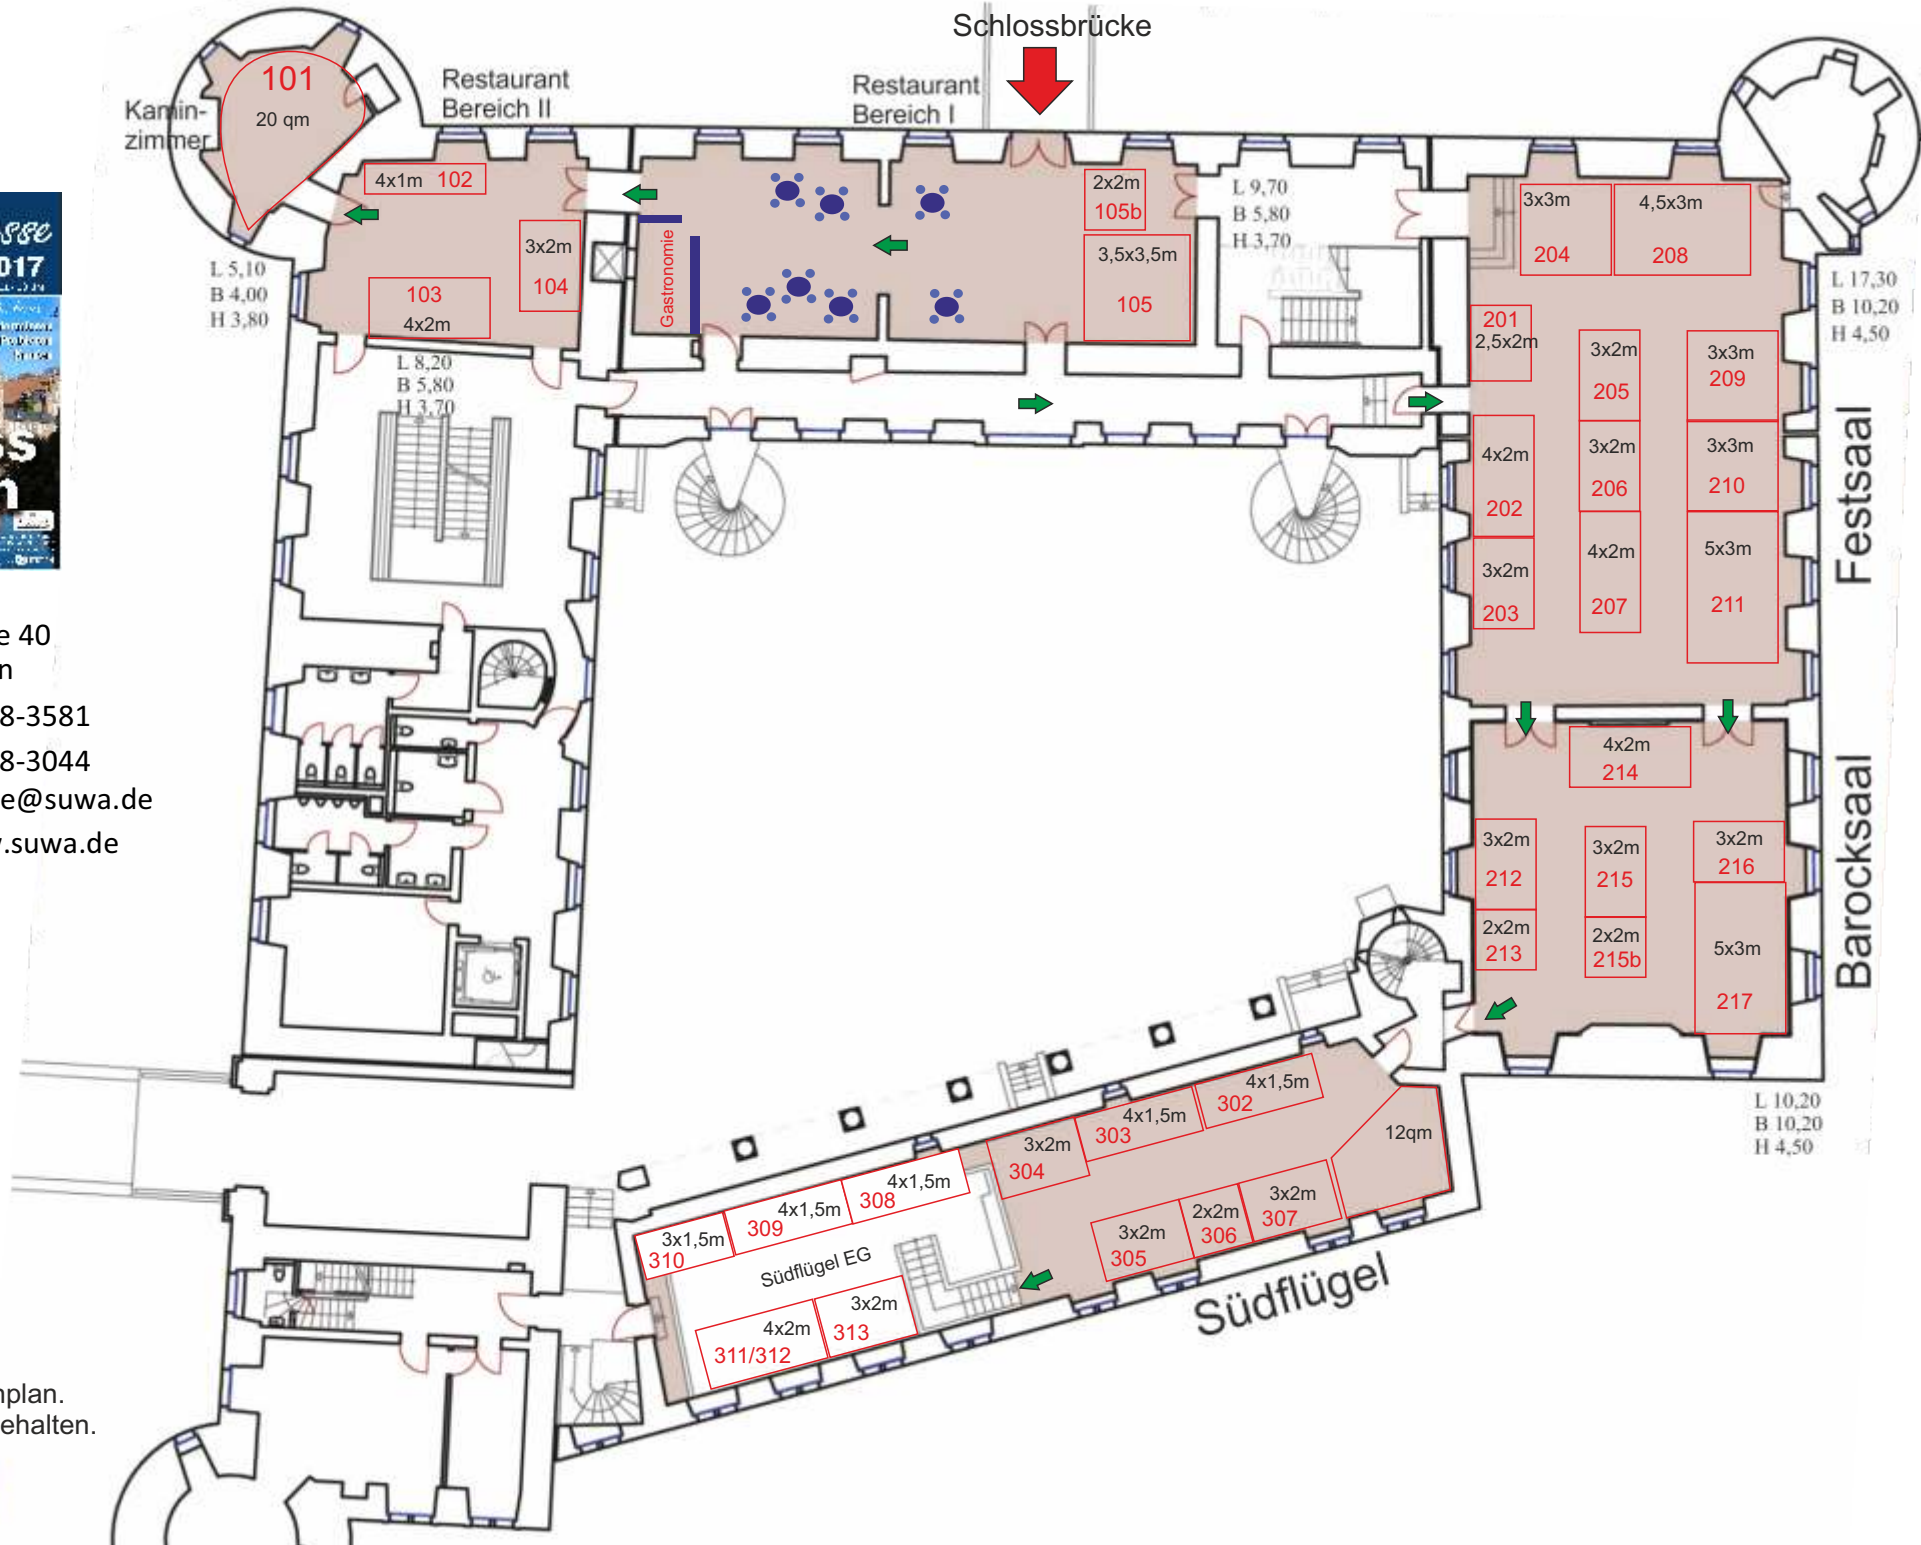 Schlossbrücke
Restaurant
Bereich II
Restaurant
Bereich I
Kamin-
zimmer
101
20 qm
4x1m 102
3x2m
104
103
4x2m
L 5,10
B 4,00
H 3,80
L 8,20
B 5,80
H 3,70
Gastronomie
2x2m
105b
3,5x3,5m
105
L 9,70
B 5,80
H 3,70
3x3m
204
4,5x3m
208
L 17,30
B 10,20
H 4,50
201
2,5x2m
3x2m
205
3x3m
209
4x2m
202
3x2m
206
3x3m
210
3x2m
203
4x2m
207
5x3m
211
Festsaal
4x2m
214
3x2m
212
3x2m
215
3x2m
216
2x2m
213
2x2m
215b
5x3m
217
Barocksaal
L 10,20
B 10,20
H 4,50
4x1,5m
302
4x1,5m
303
3x2m
304
12qm
3x2m
305
2x2m
306
3x2m
307
4x1,5m
308
4x1,5m
309
3x1,5m
310
Südflügel EG
4x2m
311/312
3x2m
313
Südflügel
sse
017
ss
n
e 40
n
8-3581
8-3044
e@suwa.de
.suwa.de
nplan.
ehalten.